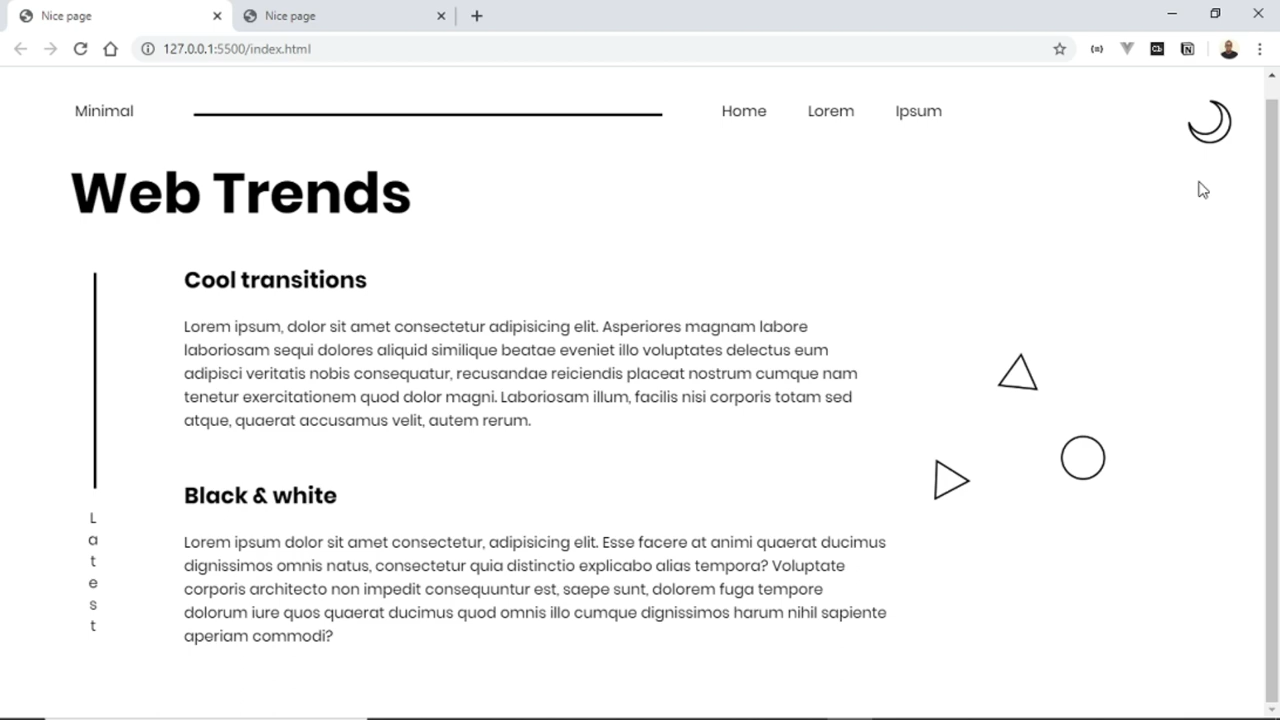 Nice page
Nice page
127.0.0.1:5500/index.html
Minimal
Home Lorem Ipsum
Web Trends
Cool transitions
Lorem ipsum, dolor sit amet consectetur adipisicing elit. Asperiores magnam labore
laboriosam sequi dolores aliquid similique beatae eveniet illo voluptates delectus eum
adipisci veritatis nobis consequatur, recusandae reiciendis placeat nostrum cumque nam
tenetur exercitationem quod dolor magni. Laboriosam illum, facilis nisi corporis totam sed
atque, quaerat accusamus velit, autem rerum.
Black & white
Lorem ipsum dolor sit amet consectetur, adipisicing elit. Esse facere at animi quaerat ducimus
dignissimos omnis natus, consectetur quia distinctio explicabo alias tempora? Voluptate
corporis architecto non impedit consequuntur est, saepe sunt, dolorem fuga tempore
dolorum iure quos quaerat ducimus quod omnis illo cumque dignissimos harum nihil sapiente
aperiam commodi?
L
a
t
e
s
t